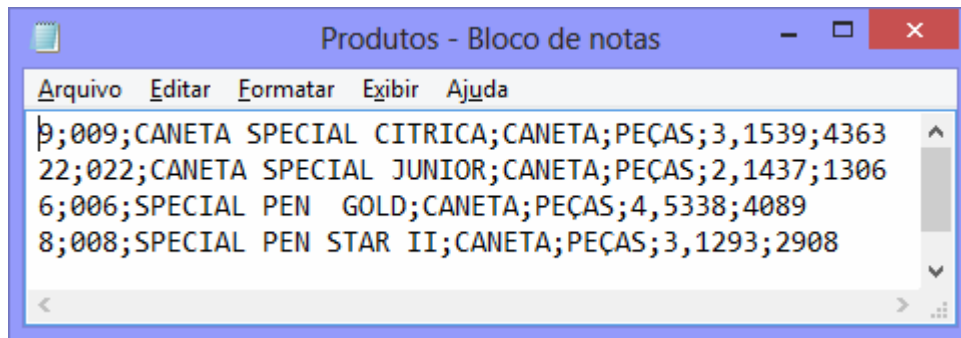 Produtos - Bloco de notas
Arquivo Editar Formatar Exibir Ajuda
9;009;CANETA SPECIAL CITRICA;CANETA;PEÇAS;3,1539;4363
22;022;CANETA SPECIAL JUNIOR;CANETA;PEÇAS;2,1437;1306
6;006;SPECIAL PEN  GOLD;CANETA;PEÇAS;4,5338;4089
8;008;SPECIAL PEN STAR II;CANETA;PEÇAS;3,1293;2908